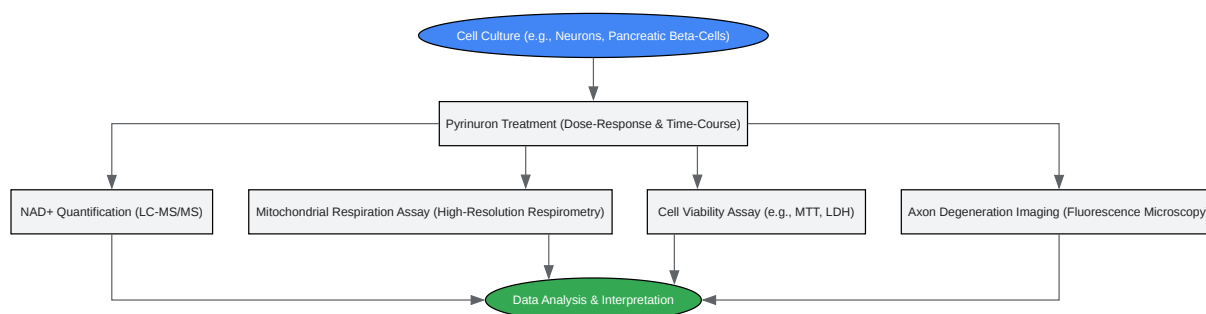 Cell Culture (e.g., Neurons, Pancreatic Beta-Cells)
Pyrinuron Treatment (Dose-Response & Time-Course)
NAD+ Quantification (LC-MS/MS)
Mitochondrial Respiration Assay (High-Resolution Respirometry)
Cell Viability Assay (e.g., MTT, LDH)
Axon Degeneration Imaging (Fluorescence Microscopy
Data Analysis & Interpretation